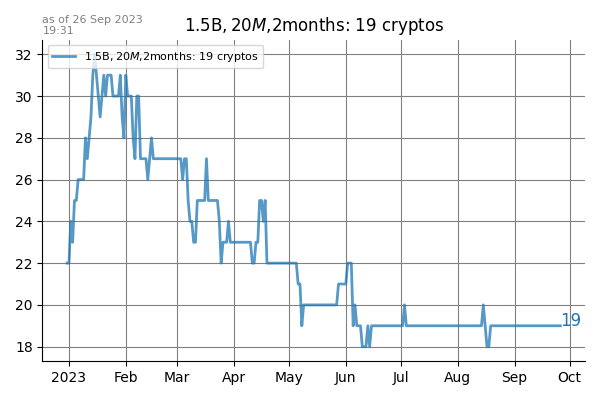 as of 26 Sep 2023
19:31
1.5B, 20M,2months: 19 cryptos
1.5B, 20M,2months: 19 cryptos
32
30
28
26
24
22
20
18
19
2023 Feb Mar Apr May Jun Jul Aug Sep Oct